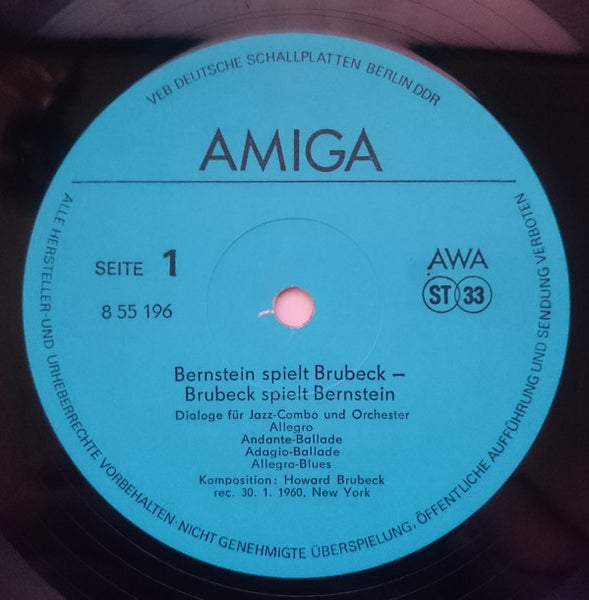 VEB DEUTSCHE SCHALLPLATTEN BERLIN DDR
AMIGA
SEITE 1
8 55 196
AWA
ST 33
Bernstein spielt Brubeck –
Brubeck spielt Bernstein
Dialoge für Jazz-Combo und Orchester
Allegro
Andante-Ballade
Adagio-Ballade
Allegro-Blues
Komposition: Howard Brubeck
rec. 30. 1. 1960, New York
ALLE HERSTELLER-UND URHEBERRECHTE VORBEHALTEN·NICHT GENEHMIGTE ÜBERSPIELUNG, ÖFFENTLICHE AUFFÜHRUNG UND SENDUNG VERBOTEN